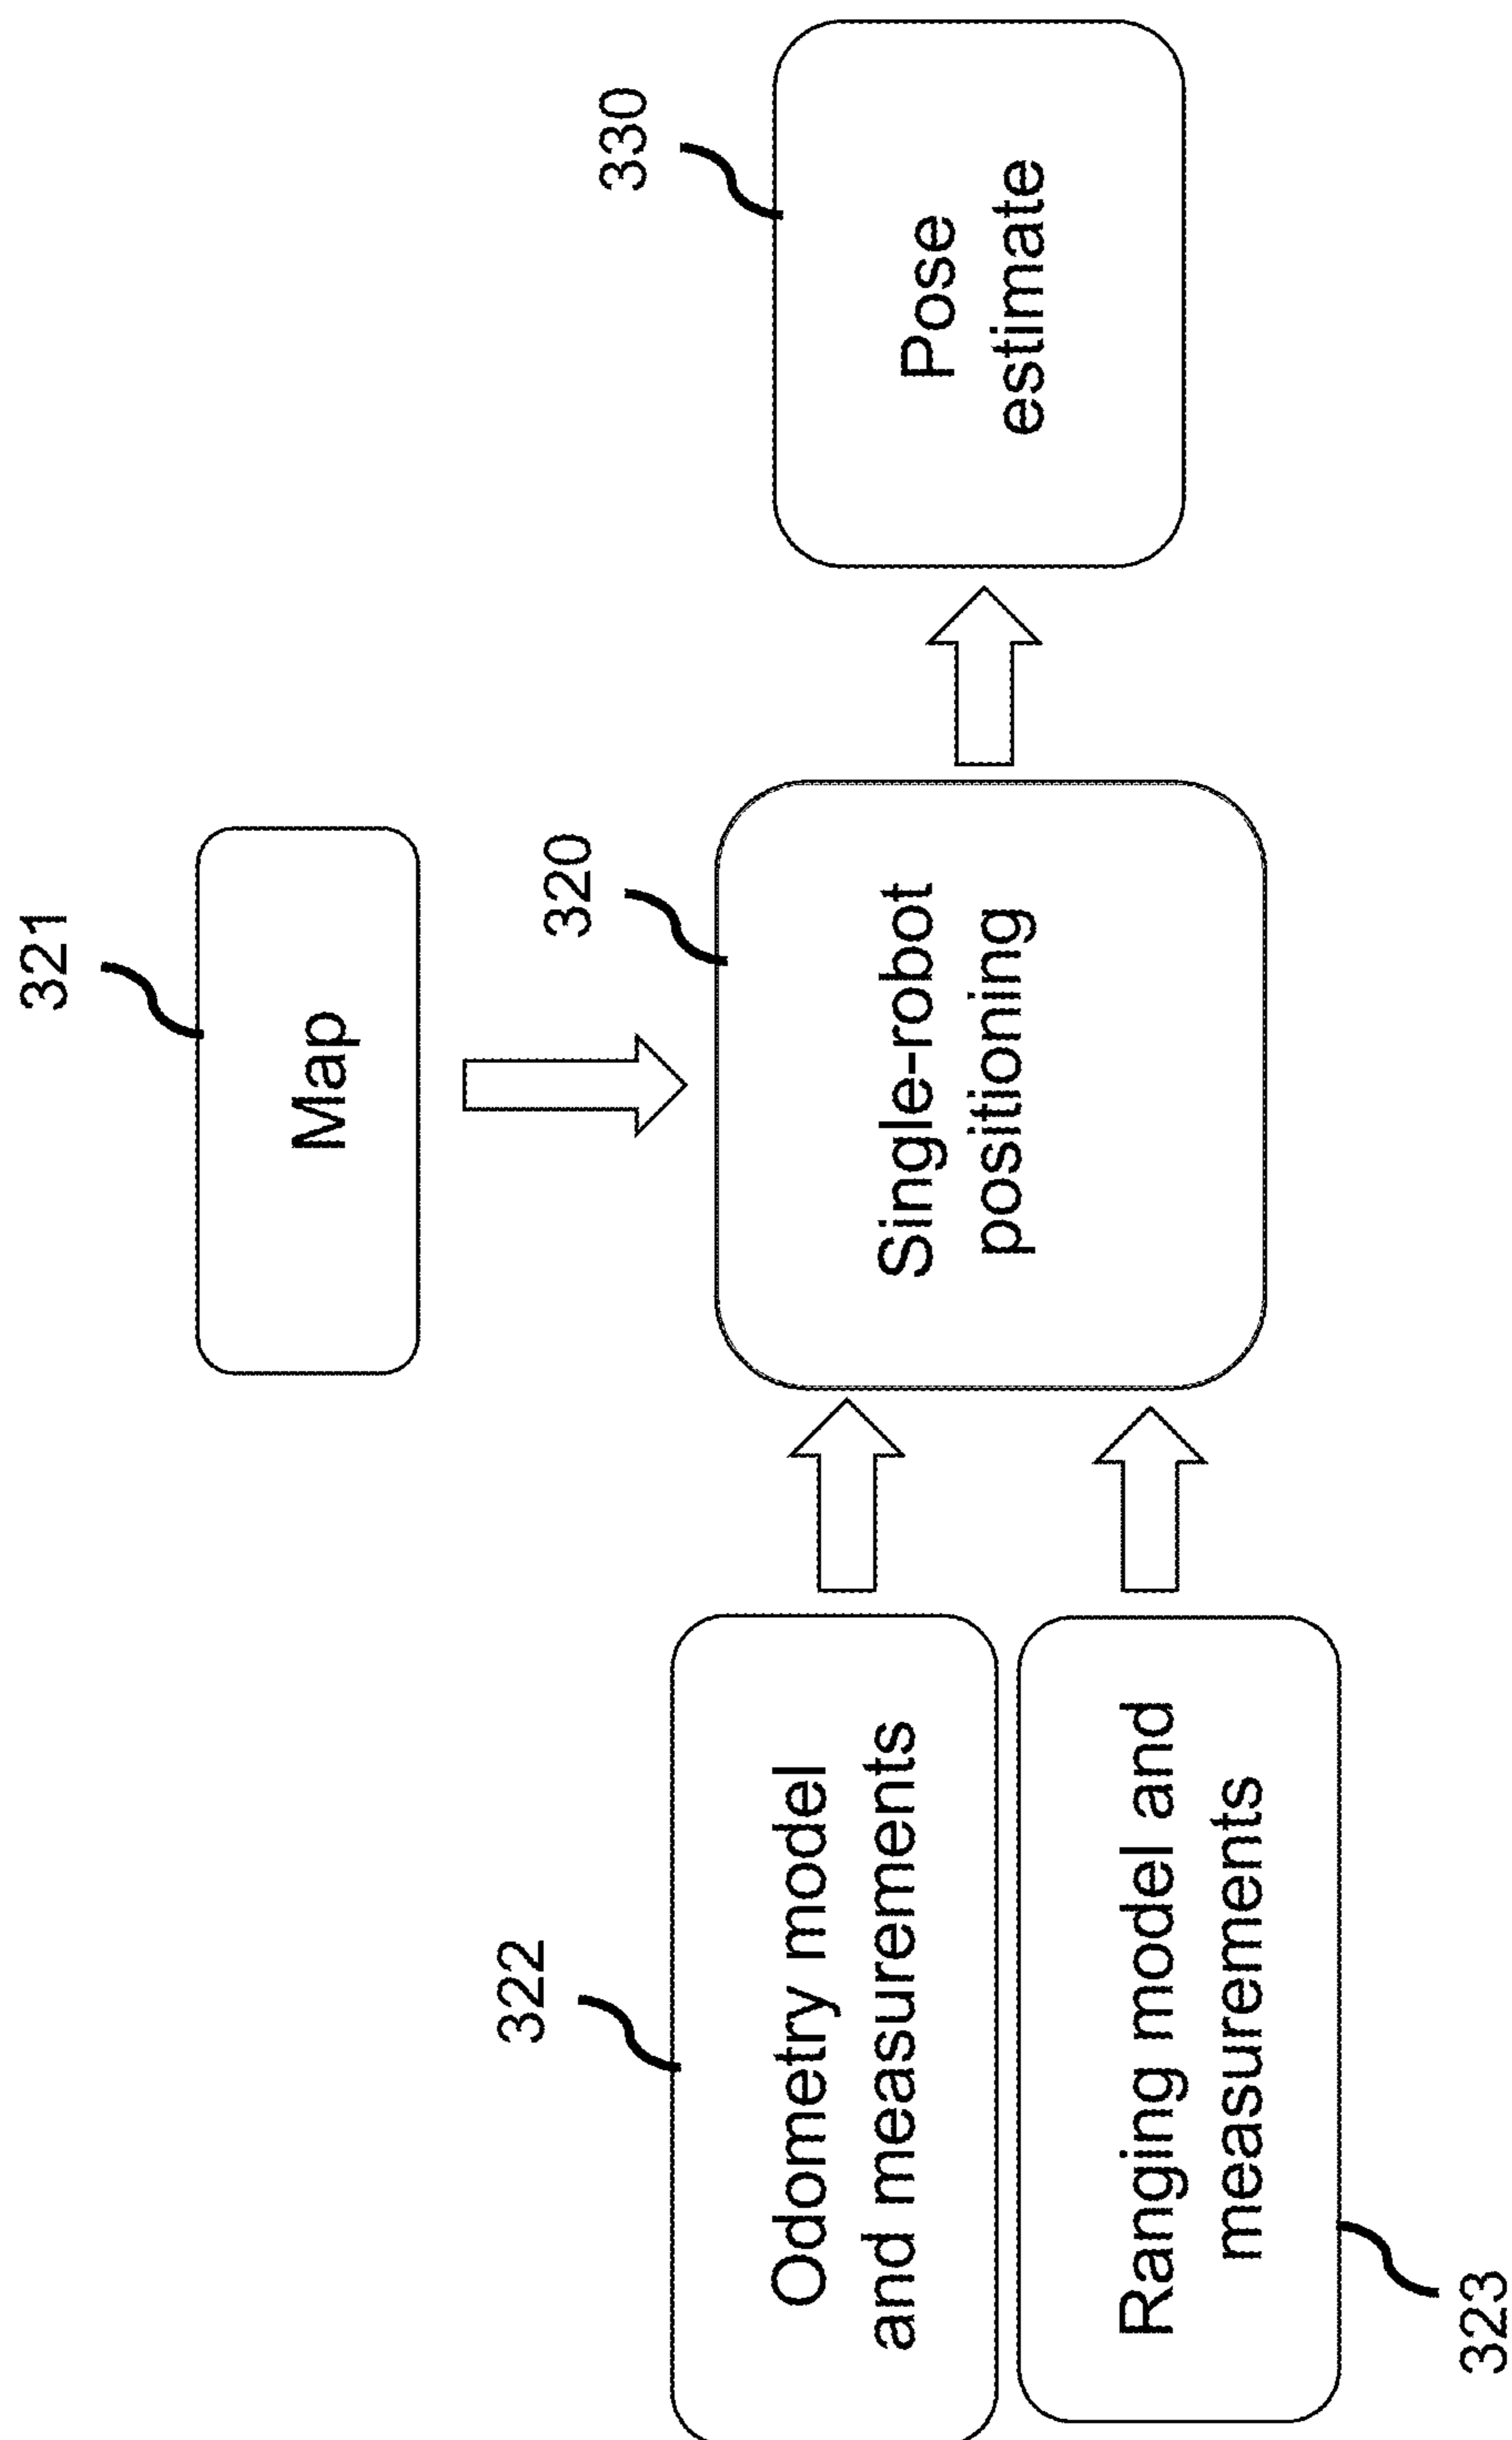 321
Map
322
Odometry model
and measurements
320
Single-robot
positioning
330
Pose
estimate
Ranging model and
measurements
323